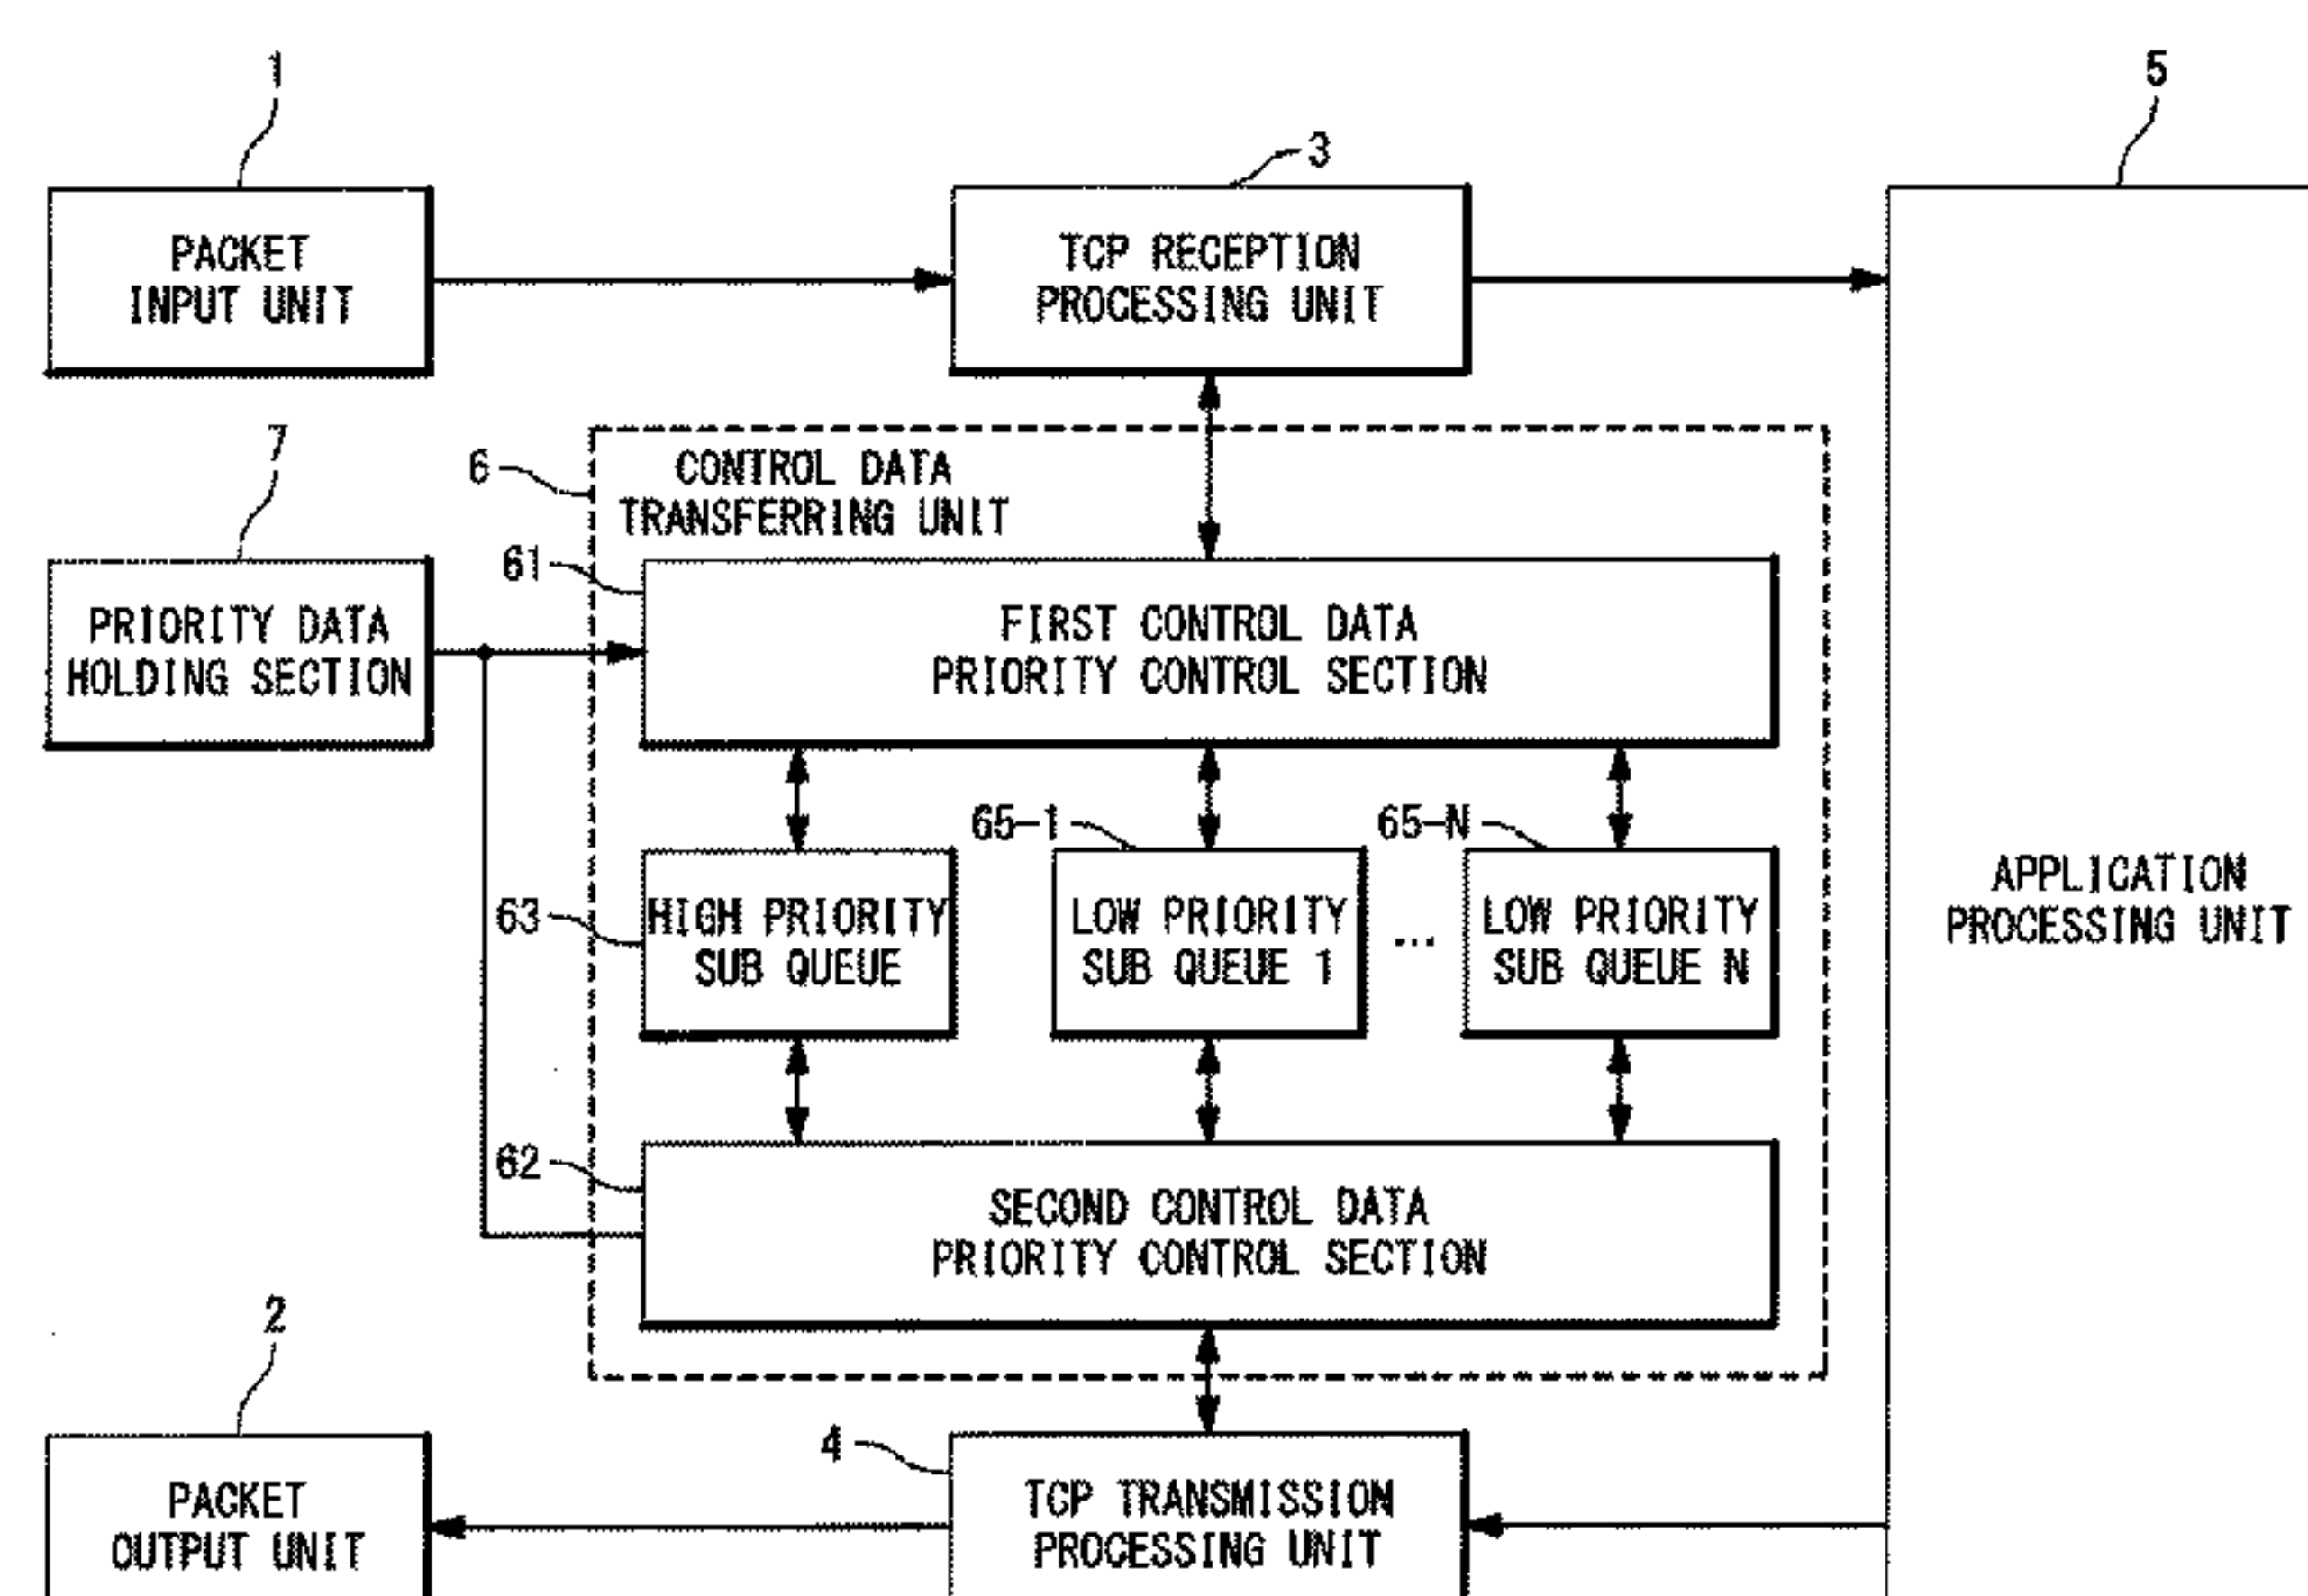 1
5
3
PACKET
INPUT UNIT
TCP RECEPTION
PROCESSING UNIT
7
6
CONTROL DATA
TRANSFERRING UNIT
61
PRIORITY DATA
HOLDING SECTION
FIRST CONTROL DATA
PRIORITY CONTROL SECTION
65-1
65-N
63
HIGH PRIORITY
SUB QUEUE
LOW PRIORITY
SUB QUEUE 1
...
LOW PRIORITY
SUB QUEUE N
APPLICATION
PROCESSING UNIT
62
SECOND CONTROL DATA
PRIORITY CONTROL SECTION
2
4
PACKET
OUTPUT UNIT
TCP TRANSMISSION
PROCESSING UNIT